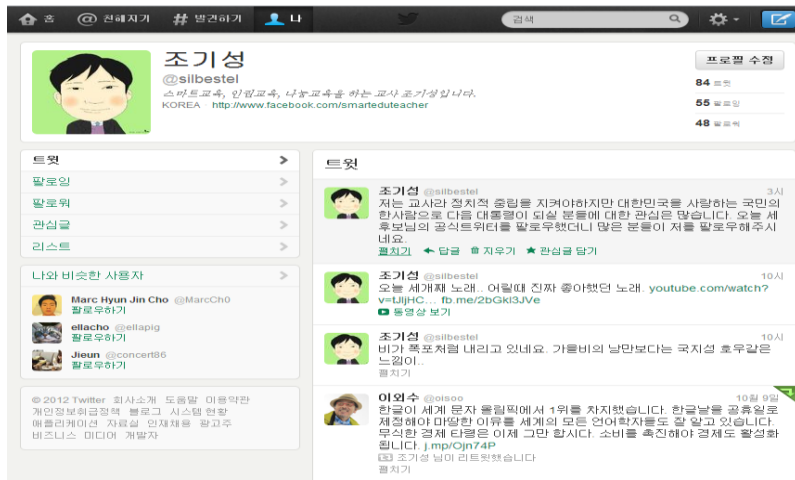 홈
@ 전해지기
# 발견하기
나
검색
조기성
@silbestel
스마트교육, 인림교육, 나눔교육을 하는 교사 조기성입니다.
KOREA · http://www.facebook.com/smarteduteacher
프로필 수정
84 트윗
55 팔로잉
48 팔로워
트윗
팔로잉
팔로워
관심글
리스트
나와 비슷한 사용자
Marc Hyun Jin Cho @MarcCh0
팔로우하기
ellacho @ellapig
팔로우하기
Jieun @concert86
팔로우하기
© 2012 Twitter 회사소개 도움말 이용약관
개인정보취급정책 블로그 시스템 현황
애플리케이션 자료실 인재채용 광고주
비즈니스 미디어 개발자
트윗
조기성 @silbestel 3시
저는 교사라 정치적 중립을 지켜야하지만 대한민국을 사랑하는 국민의
한사람으로 다음 대통령이 되실 분들에 대한 관심은 많습니다. 오늘 세
후보님의 공식트위터를 팔로우했더니 많은 분들이 저를 팔로우해주시
네요.
펼치기 답글 지우기 관심글 담기
조기성 @silbestel 10시
오늘 세개째 노래.. 어릴때 진짜 좋아했던 노래. youtube.com/watch?
v=tJljHC... fb.me/2bGkl3JVe
동영상 보기
조기성 @silbestel 10시
비가 폭포처럼 내리고 있네요. 가을비의 낭만보다는 국지성 호우같은
느낌이..
펼치기
이외수 @oisoo 10월 9일
한글이 세계 문자 올림픽에서 1위를 차지했습니다. 한글날을 공휴일로
제정해야 마땅한 이유를 세계의 모든 언어학자들도 잘 알고 있습니다.
무식한 경제 타령은 이제 그만 합시다. 소비를 촉진해야 경제도 활성화
됩니다. j.mp/Ojn74P
조기성 님이 리트윗했습니다
펼치기